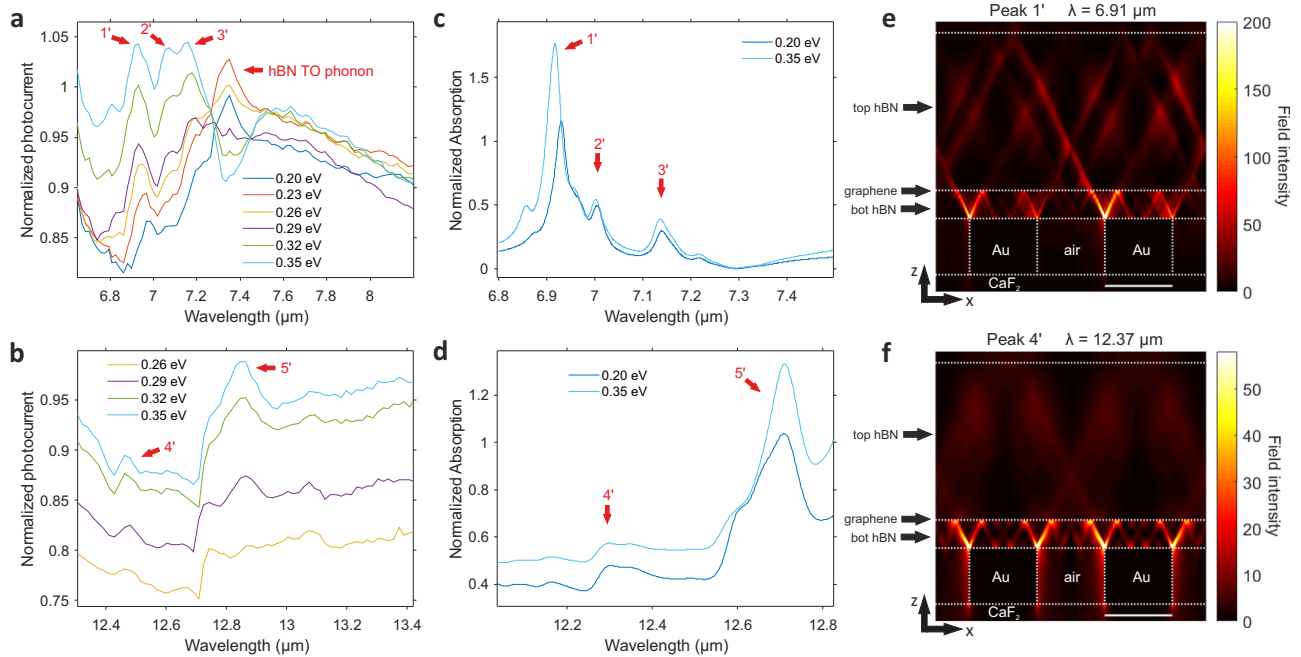 a
1.05
1
0.95
0.9
0.85
Normalized photocurrent
1'
2'
3'
hBN TO phonon
0.20 eV
0.23 eV
0.26 eV
0.29 eV
0.32 eV
0.35 eV
6.8 7 7.2 7.4 7.6 7.8 8
Wavelength (µm)
c
1.5
1
0.5
0
Normalized Absorption
1'
2'
3'
0.20 eV
0.35 eV
6.8 6.9 7 7.1 7.2 7.3 7.4
Wavelength (µm)
e
Peak 1' λ = 6.91 µm
top hBN
graphene
bot hBN
Au
air
Au
CaF2
z
x
200
150
100
50
0
Field intensity
b
0.95
0.9
0.85
0.8
0.75
Normalized photocurrent
0.26 eV
0.29 eV
0.32 eV
0.35 eV
4'
5'
12.4 12.6 12.8 13 13.2 13.4
Wavelength (µm)
d
1.2
1.0
0.8
0.6
0.4
Normalized Absorption
0.20 eV
0.35 eV
4'
5'
12.2 12.4 12.6 12.8
Wavelength (µm)
f
Peak 4' λ = 12.37 µm
top hBN
graphene
bot hBN
Au
air
Au
CaF2
z
x
50
40
30
20
10
0
Field intensity